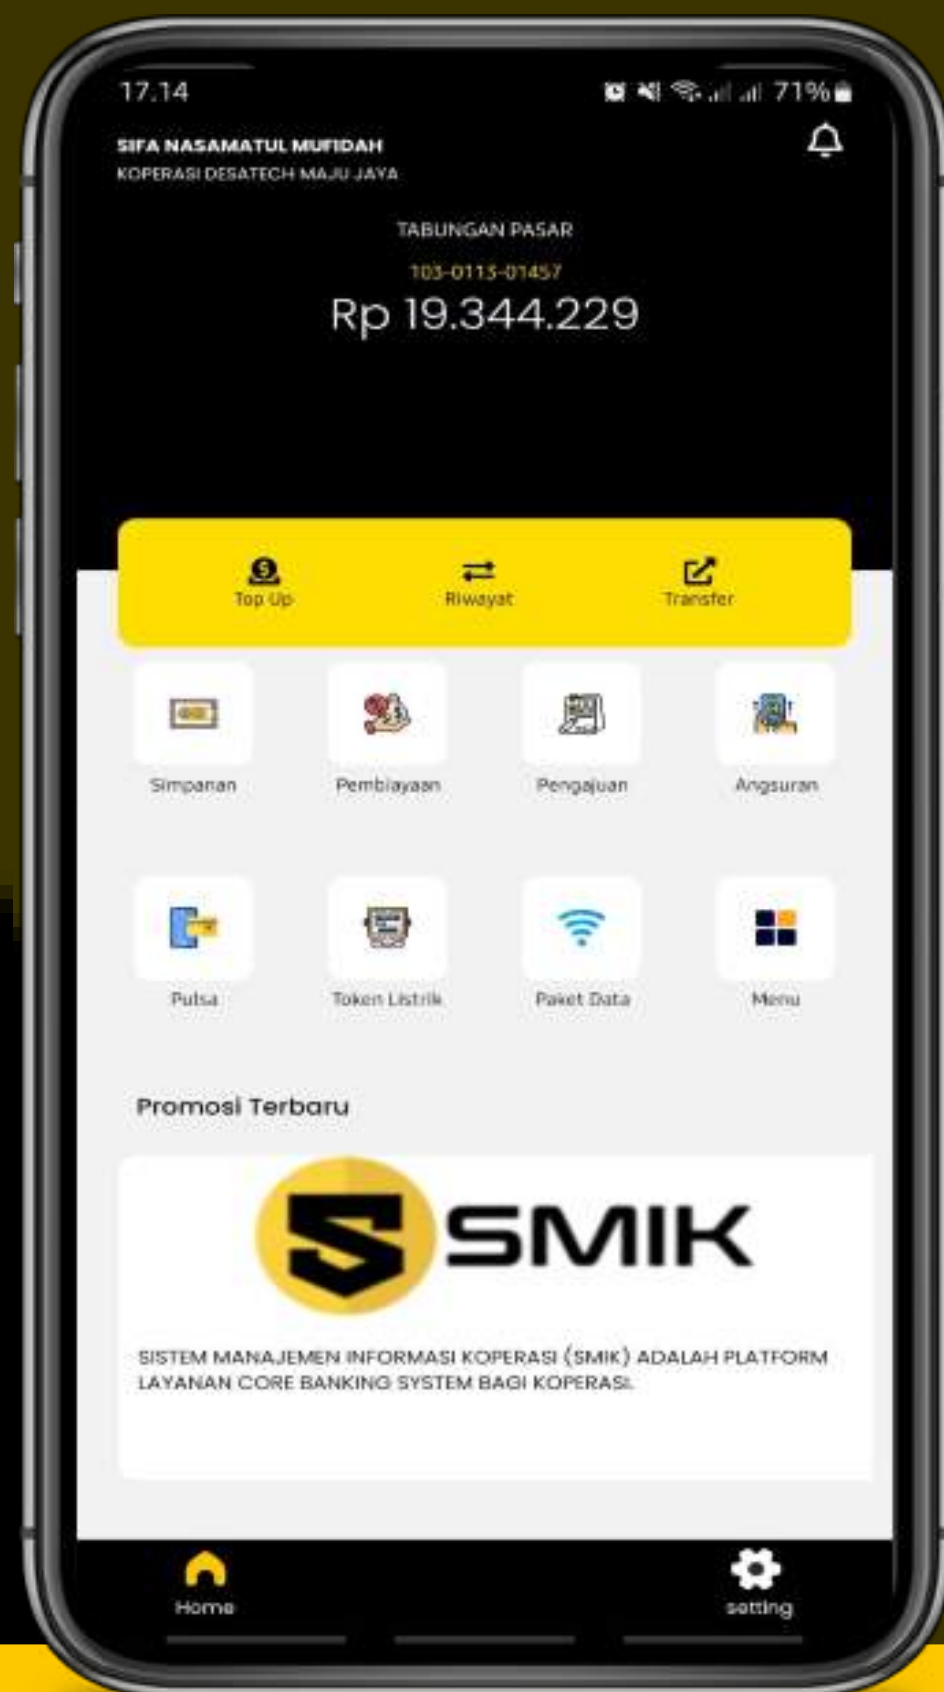 17.14
71%
SIFA NASAMATUL MUFIDAH
KOPERASI DESATECH MAJU JAYA
TABUNGAN PASAR
103-0113-01457
Rp 19.344.229
Top Up Riwayat Transfer
Simpanan Pembiayaan Pengajuan Angsuran
Pulsa Token Listrik Paket Data Menu
Promosi Terbaru
SMIK
SISTEM MANAJEMEN INFORMASI KOPERASI (SMIK) ADALAH PLATFORM
LAYANAN CORE BANKING SYSTEM BAGI KOPERASI.
Home setting